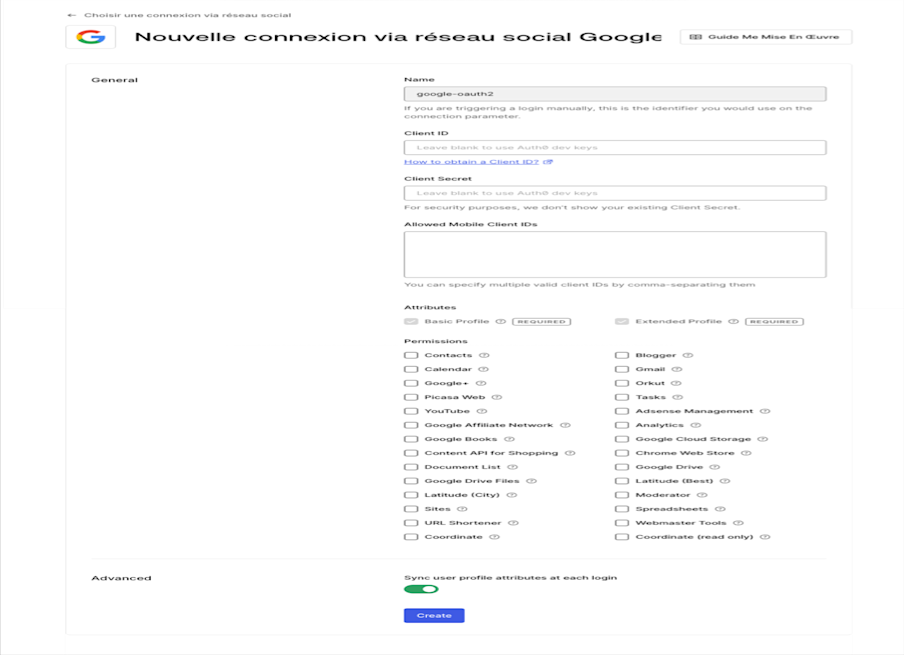 ← Choisir une connexion via réseau social
Nouvelle connexion via réseau social Google
Guide Me Mise En Œuvre
General
Name
google-oauth2
If you are triggering a login manually, this is the identifier you would use on the
connection parameter.
Client ID
Leave blank to use Auth0 dev keys
How to obtain a Client ID?
Client Secret
Leave blank to use Auth0 dev keys
For security purposes, we don't show your existing Client Secret.
Allowed Mobile Client IDs
You can specify multiple valid client IDs by comma-separating them
Attributes
Basic Profile REQUIRED Extended Profile REQUIRED
Permissions
Contacts Blogger
Calendar Gmail
Google+ Orkut
Picasa Web Tasks
YouTube Adsense Management
Google Affiliate Network Analytics
Google Books Google Cloud Storage
Content API for Shopping Chrome Web Store
Document List Google Drive
Google Drive Files Latitude (Best)
Latitude (City) Moderator
Sites Spreadsheets
URL Shortener Webmaster Tools
Coordinate Coordinate (read only)
Advanced
Sync user profile attributes at each login
Create